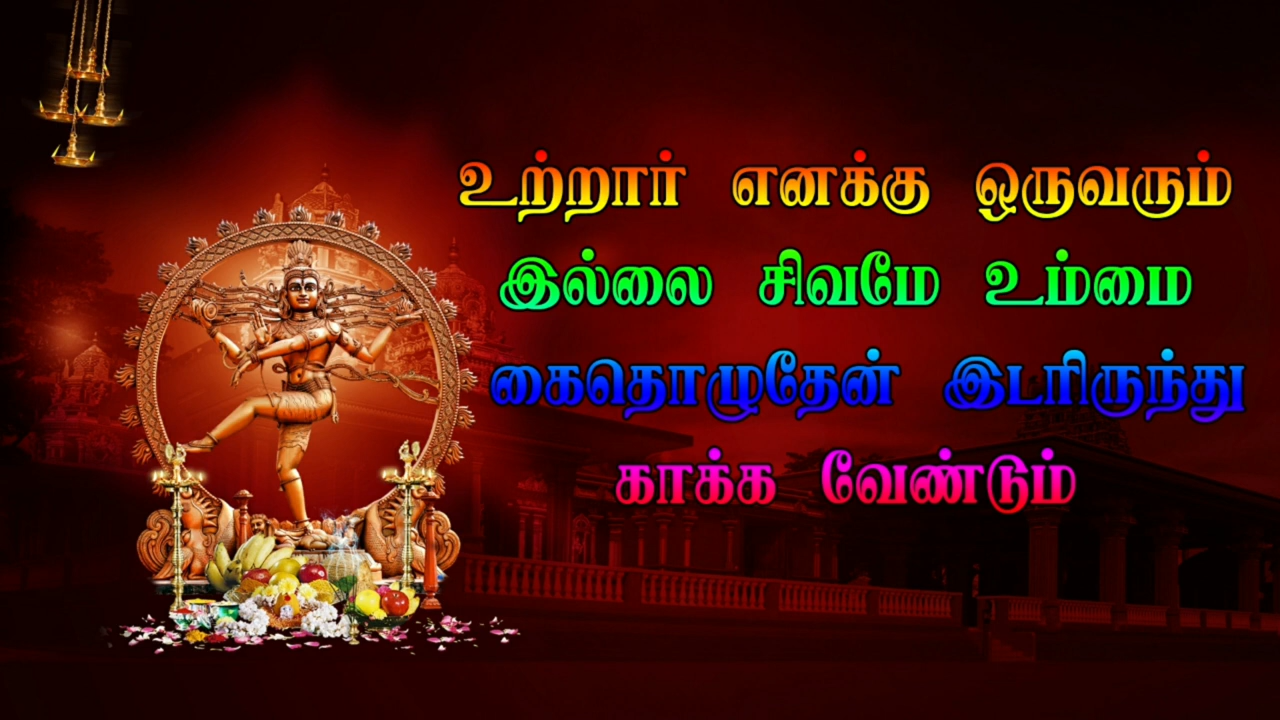 உற்றார் எனக்கு ஒருவரும்
இல்லை சிவமே உம்மை
கைதொழுதேன் இடரிருந்து
காக்க வேண்டும்